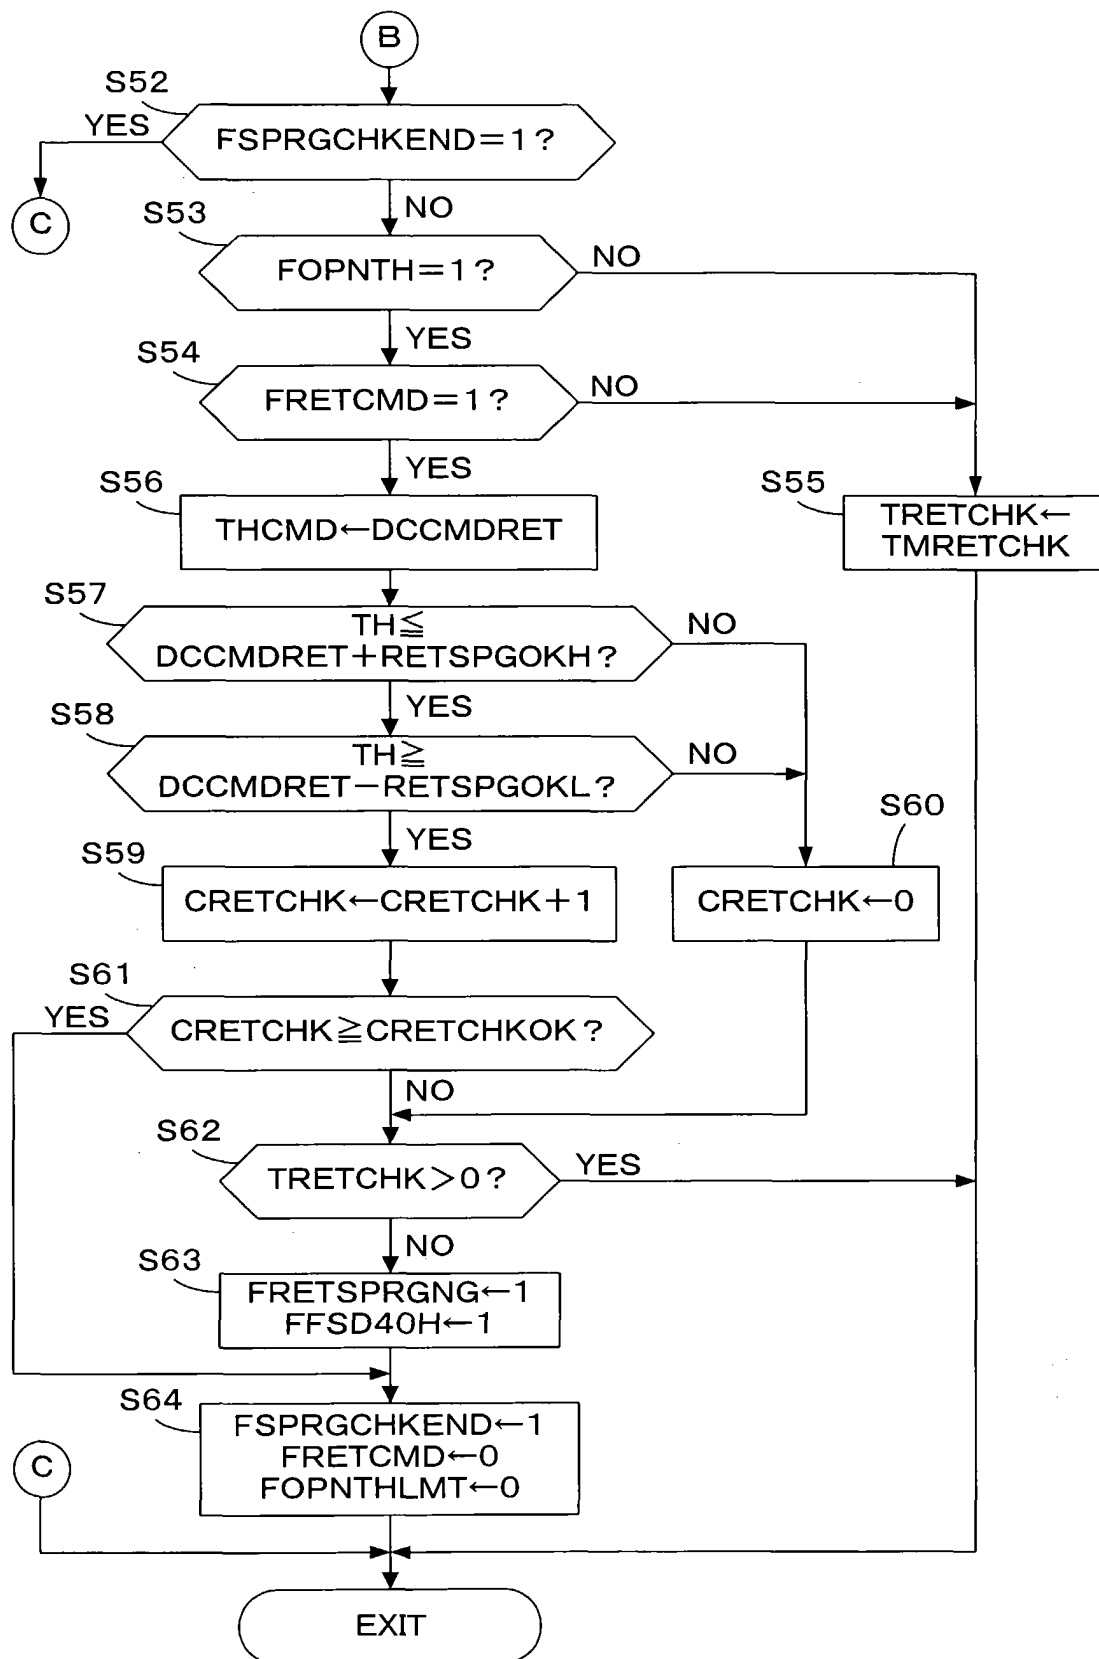 B
S52
YES
FSPRGCHKEND=1?
C
NO
S53
FOPNTH=1?
NO
YES
S54
FRETCMD=1?
NO
YES
S56
THCMD←DCCMDRET
S55
TRETCHK←
TMRETCHK
S57
TH≦
DCCMDRET+RETSPGOKH?
NO
YES
S58
TH≧
DCCMDRET−RETSPGOKL?
NO
YES
S59
CRETCHK←CRETCHK+1
S60
CRETCHK←0
S61
YES
CRETCHK≧CRETCHKOK?
NO
S62
TRETCHK>0?
YES
NO
S63
FRETSPRGNG←1
FFSD40H←1
S64
FSPRGCHKEND←1
FRETCMD←0
FOPNTHLMT←0
C
EXIT